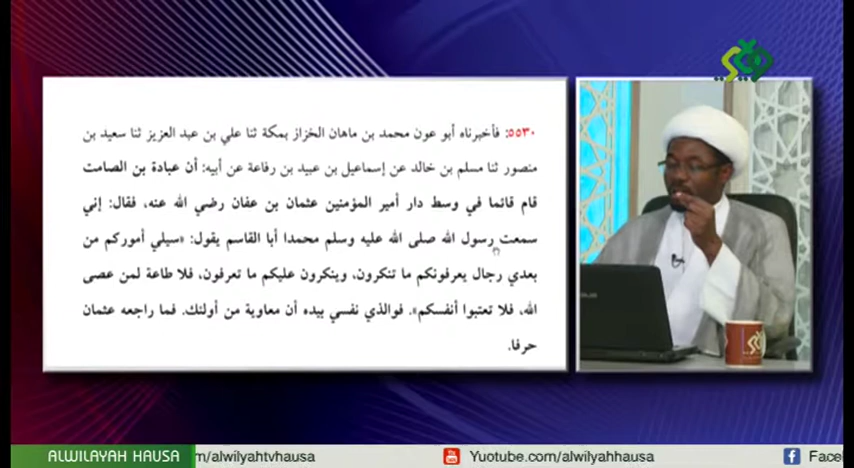 ٥٥٣٠: فأخبرناه أبو عون محمد بن ماهان الخزاز بمكة ثنا علي بن عبد العزيز ثنا سعيد بن
منصور ثنا مسلم بن خالد عن إسماعيل بن عبيد بن رفاعة عن أبيه: أن عبادة بن الصامت
قام قائما في وسط دار أمير المؤمنين عثمان بن عفان رضي الله عنه، فقال: إني
سمعت رسول الله صلى الله عليه وسلم محمدا أبا القاسم يقول: «سيلي أموركم من
بعدي رجال يعرفونكم ما تنكرون، وينكرون عليكم ما تعرفون، فلا طاعة لمن عصى
الله، فلا تعتبوا أنفسكم». فوالذي نفسي بيده أن معاوية من أولئك. فما راجعه عثمان
حرفا.
ALWILAYAH HAUSA
m/alwilyahtvhausa
You Tube
Yuotube.com/alwilyahhausa
f
Face